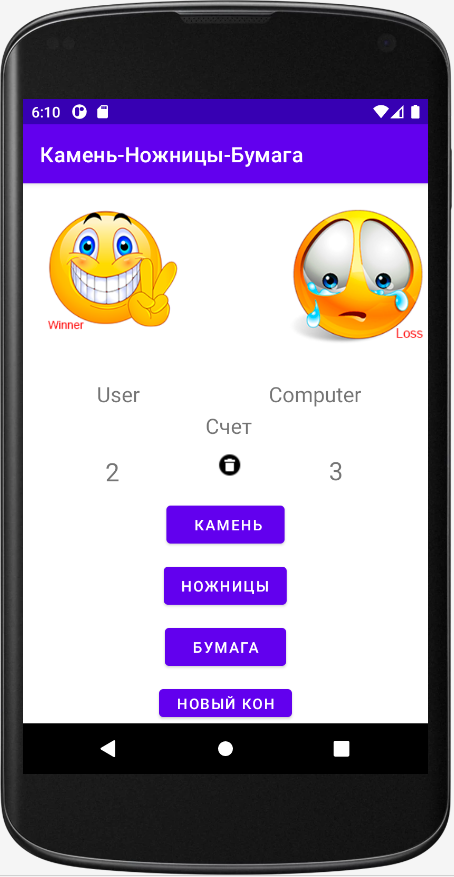 6:10
Камень-Ножницы-Бумага
Winner
Loss
User Computer
Счет
2 3
КАМЕНЬ
НОЖНИЦЫ
БУМАГА
НОВЫЙ КОН